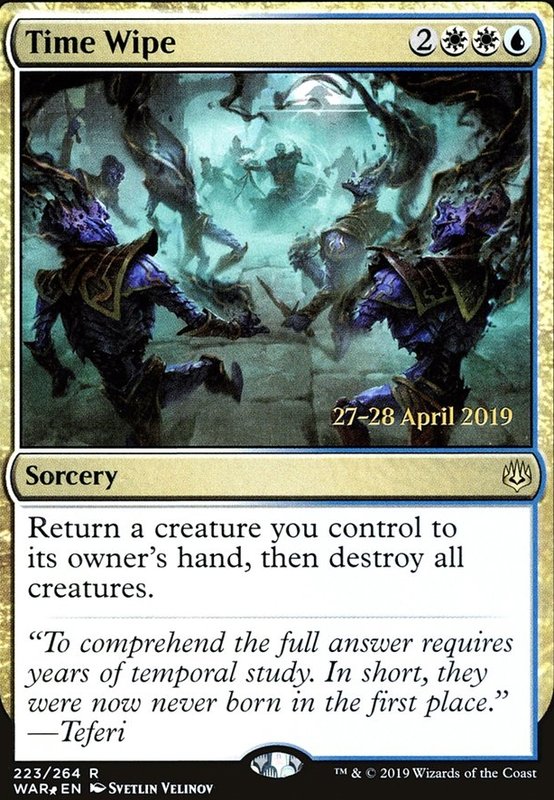 Time Wipe 2
27–28 April 2019
Sorcery
Return a creature you control to
its owner's hand, then destroy all
creatures.
“To comprehend the full answer requires
years of temporal study. In short, they
were now never born in the first place.”
—Teferi
223/264 R
WAR EN Svetlin Velinov
™ & © 2019 Wizards of the Coast